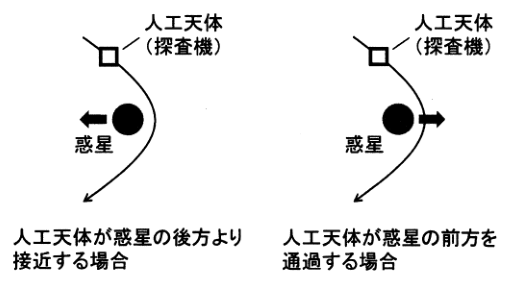 人工天体
(探査機)
惑星
人工天体が惑星の後方より
接近する場合
人工天体
(探査機)
惑星
人工天体が惑星の前方を
通過する場合